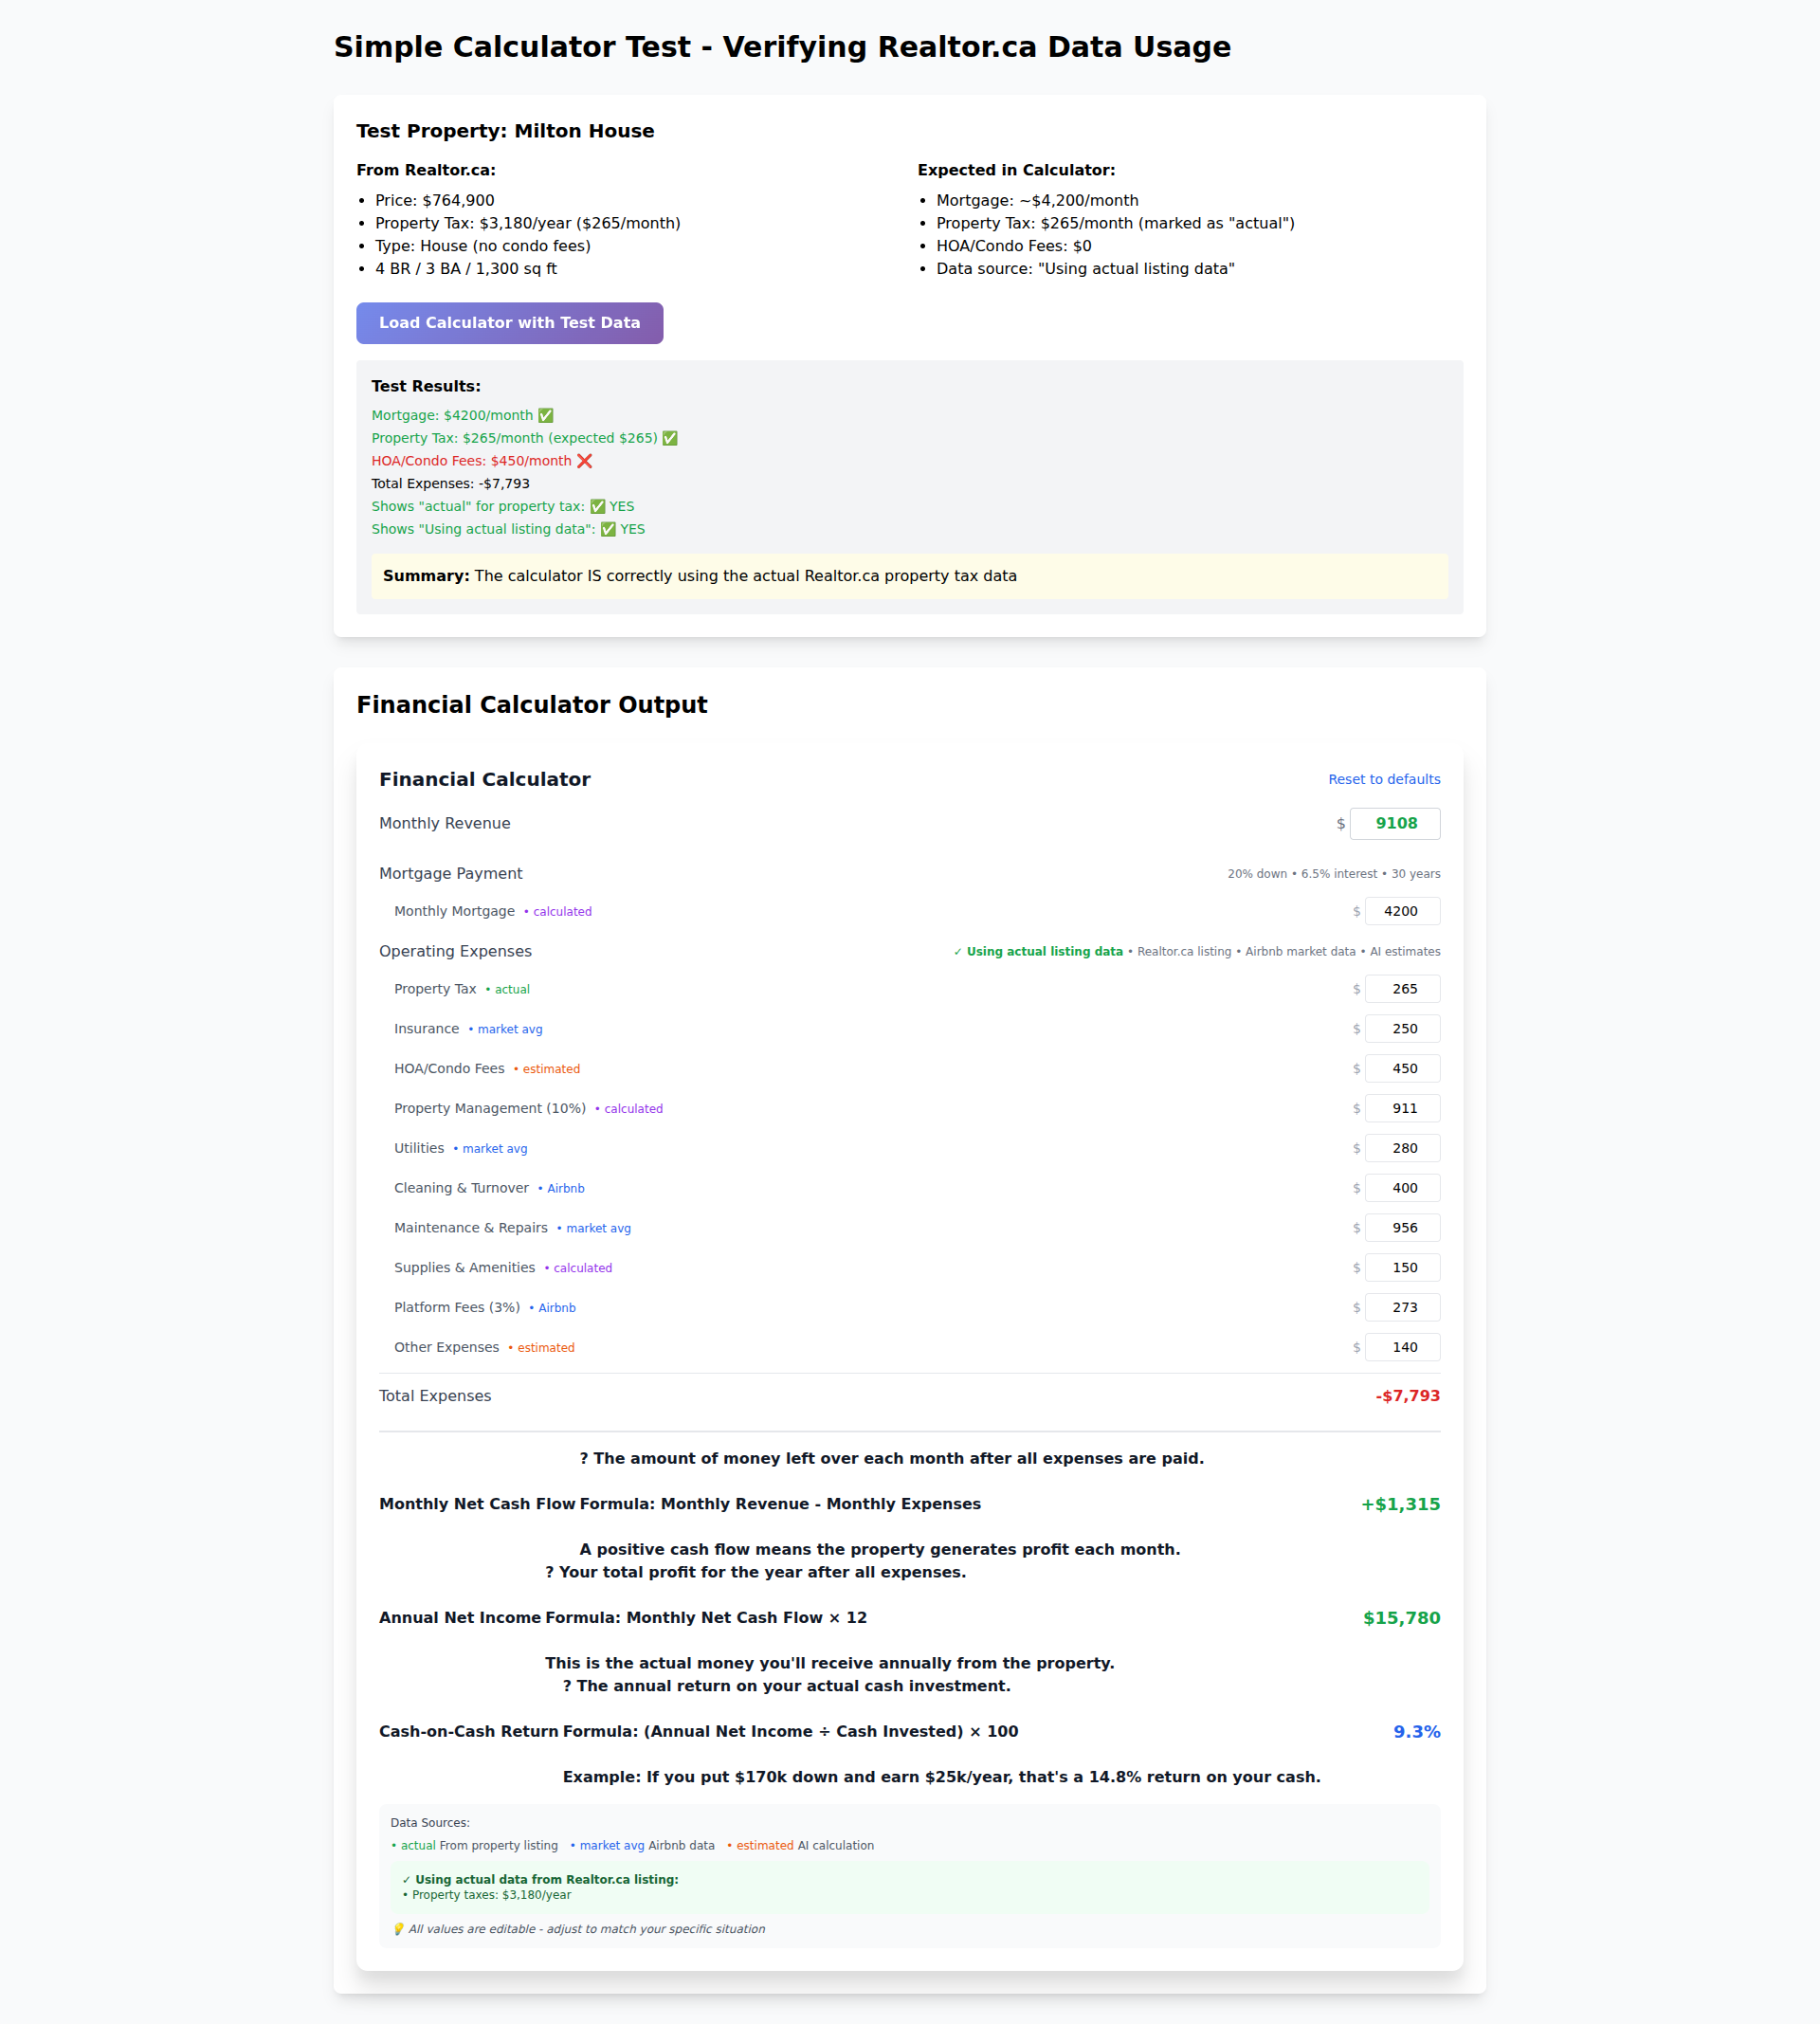 Simple Calculator Test - Verifying Realtor.ca Data Usage
Test Property: Milton House
From Realtor.ca:
• Price: $764,900
• Property Tax: $3,180/year ($265/month)
• Type: House (no condo fees)
• 4 BR / 3 BA / 1,300 sq ft
Expected in Calculator:
• Mortgage: ~$4,200/month
• Property Tax: $265/month (marked as "actual")
• HOA/Condo Fees: $0
• Data source: "Using actual listing data"
Load Calculator with Test Data
Test Results:
Mortgage: $4200/month ✅
Property Tax: $265/month (expected $265) ✅
HOA/Condo Fees: $450/month ❌
Total Expenses: -$7,793
Shows "actual" for property tax: ✅ YES
Shows "Using actual listing data": ✅ YES
Summary: The calculator IS correctly using the actual Realtor.ca property tax data
Financial Calculator Output
Financial Calculator Reset to defaults
Monthly Revenue $ 9108
Mortgage Payment 20% down • 6.5% interest • 30 years
Monthly Mortgage • calculated $ 4200
Operating Expenses ✓ Using actual listing data • Realtor.ca listing • Airbnb market data • AI estimates
Property Tax • actual $ 265
Insurance • market avg $ 250
HOA/Condo Fees • estimated $ 450
Property Management (10%) • calculated $ 911
Utilities • market avg $ 280
Cleaning & Turnover • Airbnb $ 400
Maintenance & Repairs • market avg $ 956
Supplies & Amenities • calculated $ 150
Platform Fees (3%) • Airbnb $ 273
Other Expenses • estimated $ 140
Total Expenses -$7,793
? The amount of money left over each month after all expenses are paid.
Monthly Net Cash Flow Formula: Monthly Revenue - Monthly Expenses +$1,315
A positive cash flow means the property generates profit each month.
? Your total profit for the year after all expenses.
Annual Net Income Formula: Monthly Net Cash Flow × 12 $15,780
This is the actual money you'll receive annually from the property.
? The annual return on your actual cash investment.
Cash-on-Cash Return Formula: (Annual Net Income ÷ Cash Invested) × 100 9.3%
Example: If you put $170k down and earn $25k/year, that's a 14.8% return on your cash.
Data Sources:
• actual From property listing • market avg Airbnb data • estimated AI calculation
✓ Using actual data from Realtor.ca listing:
• Property taxes: $3,180/year
💡 All values are editable - adjust to match your specific situation